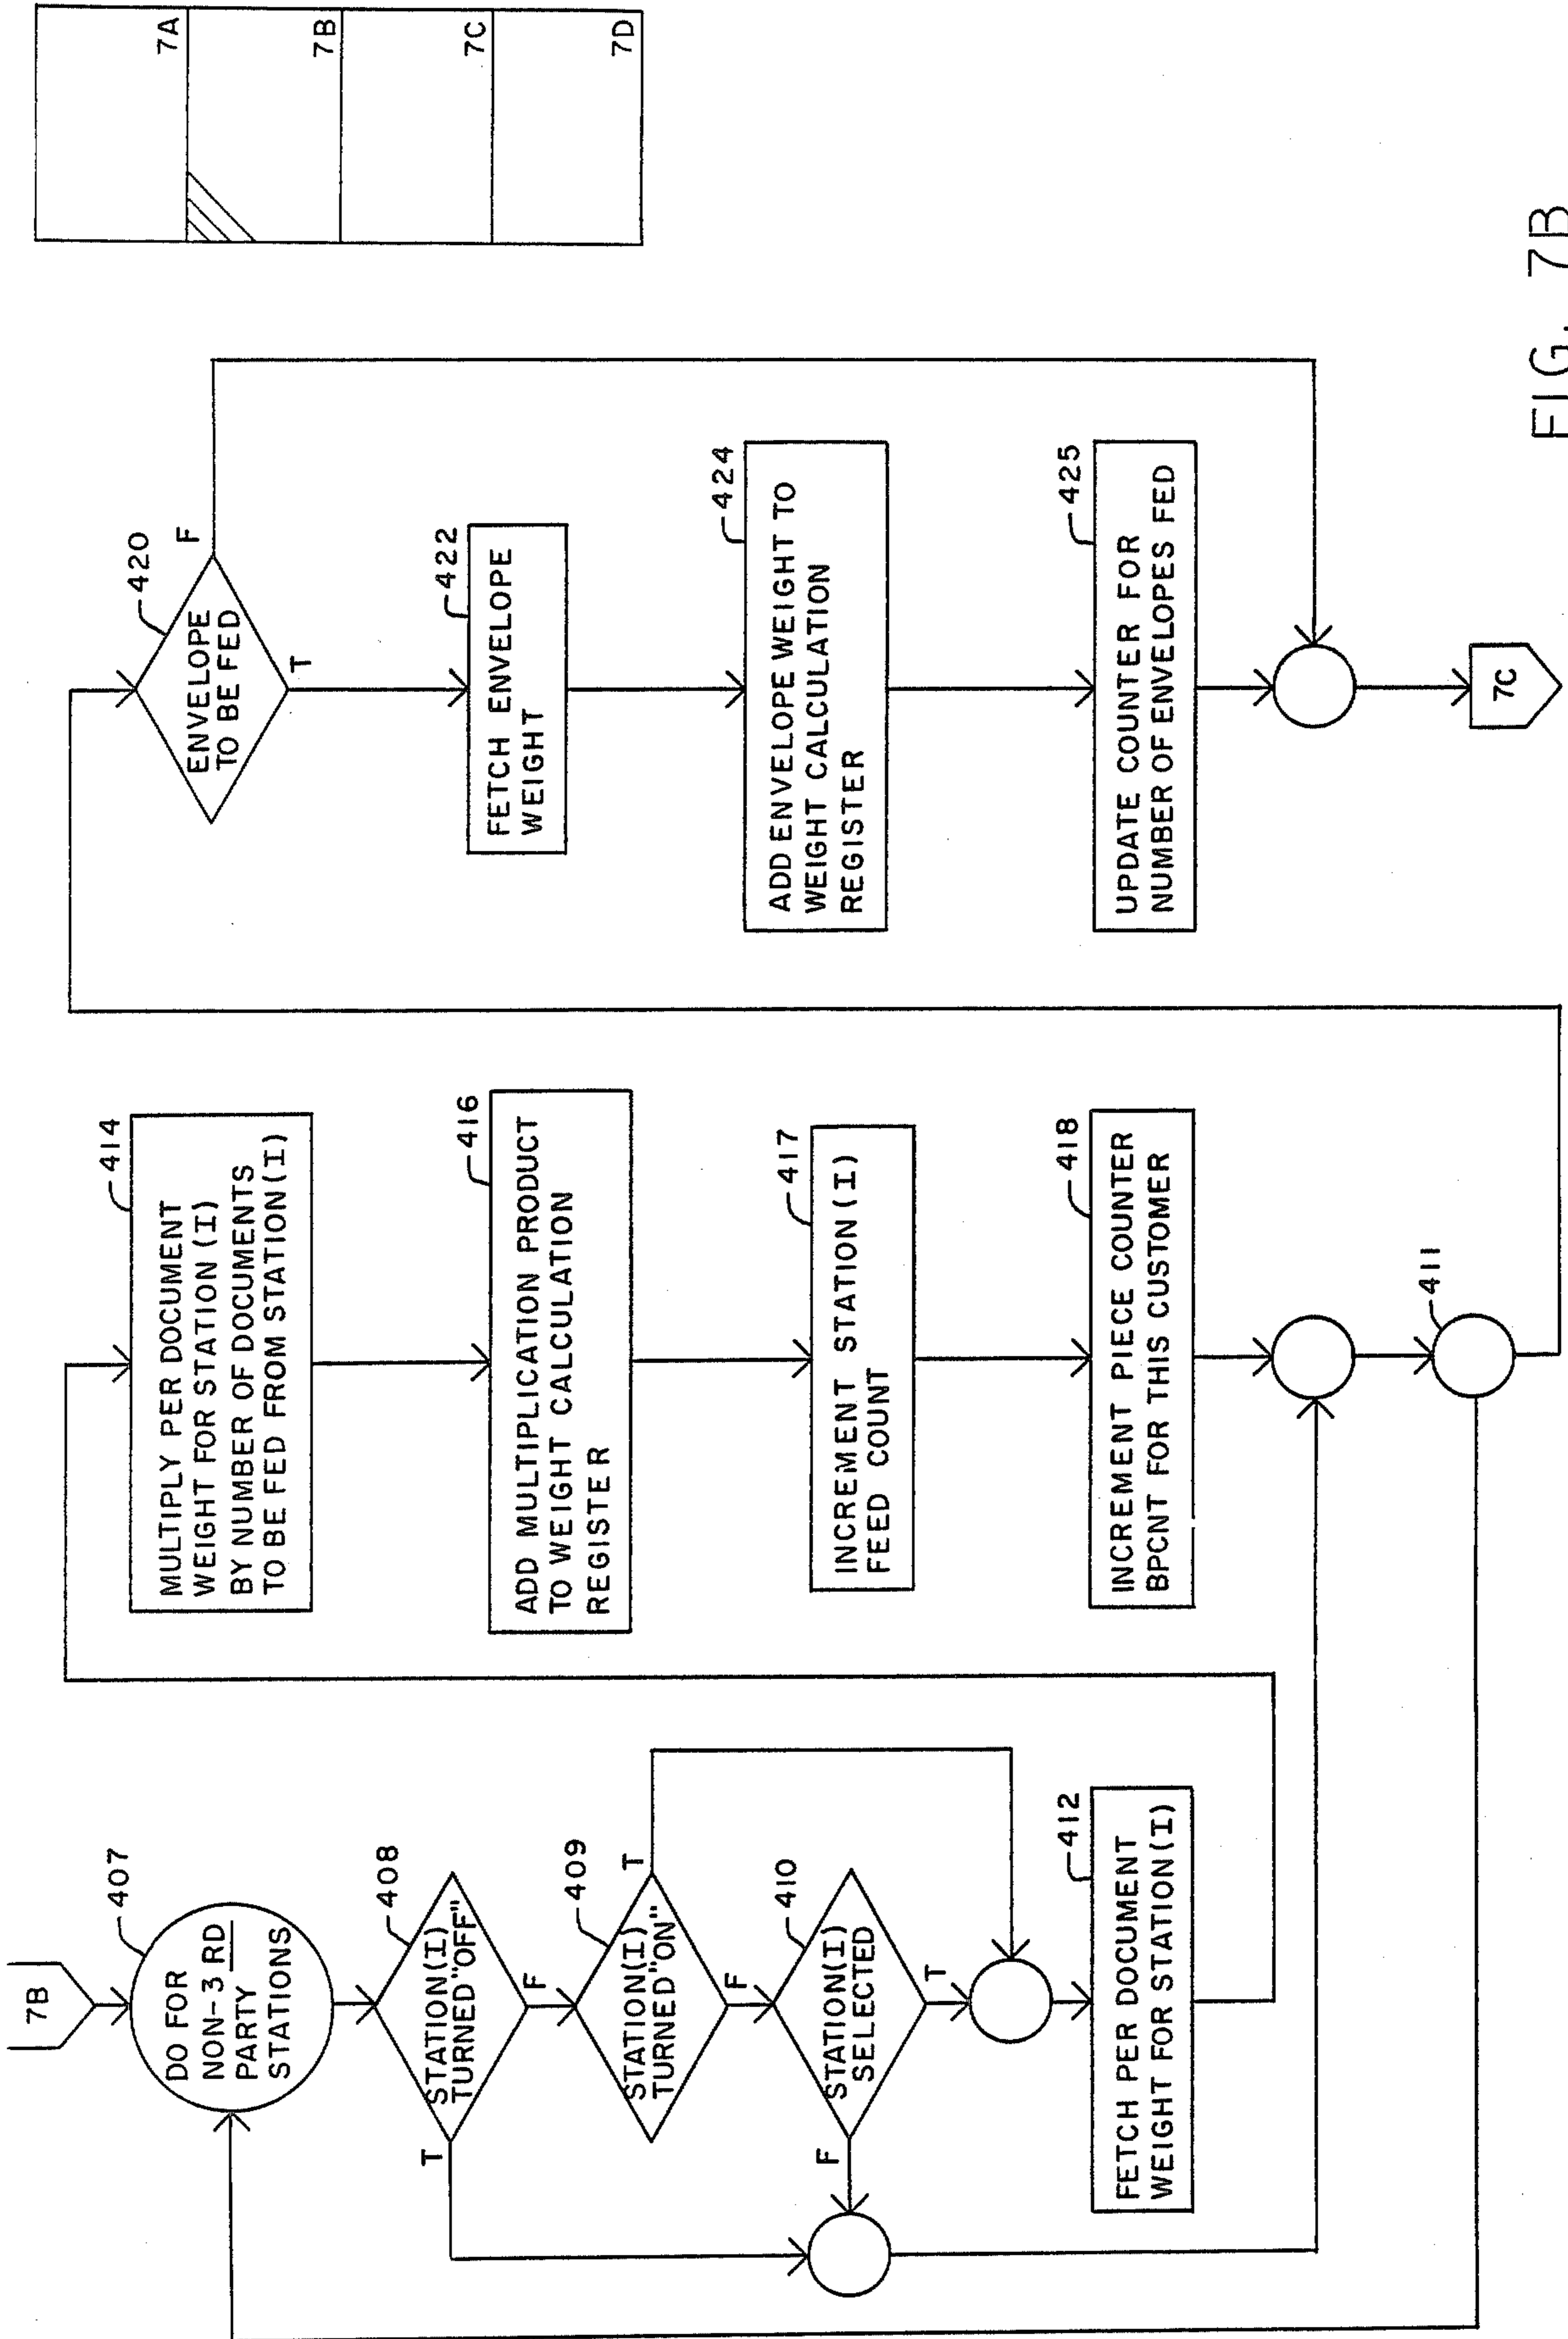 7B
407
DO FOR
NON-3 RD
PARTY
STATIONS
408
STATION(I)
TURNED "OFF"
T
F
409
STATION(I)
TURNED "ON"
T
F
410
STATION(I)
SELECTED
F
T
412
FETCH PER DOCUMENT
WEIGHT FOR STATION(I)
414
MULTIPLY PER DOCUMENT
WEIGHT FOR STATION (I)
BY NUMBER OF DOCUMENTS
TO BE FED FROM STATION(I)
416
ADD MULTIPLICATION PRODUCT
TO WEIGHT CALCULATION
REGISTER
417
INCREMENT STATION(I)
FEED COUNT
418
INCREMENT PIECE COUNTER
BPCNT FOR THIS CUSTOMER
411
420
ENVELOPE
TO BE FED
F
T
422
FETCH ENVELOPE
WEIGHT
424
ADD ENVELOPE WEIGHT TO
WEIGHT CALCULATION
REGISTER
425
UPDATE COUNTER FOR
NUMBER OF ENVELOPES FED
7C
7A
7B
7C
7D
FIG. 7B